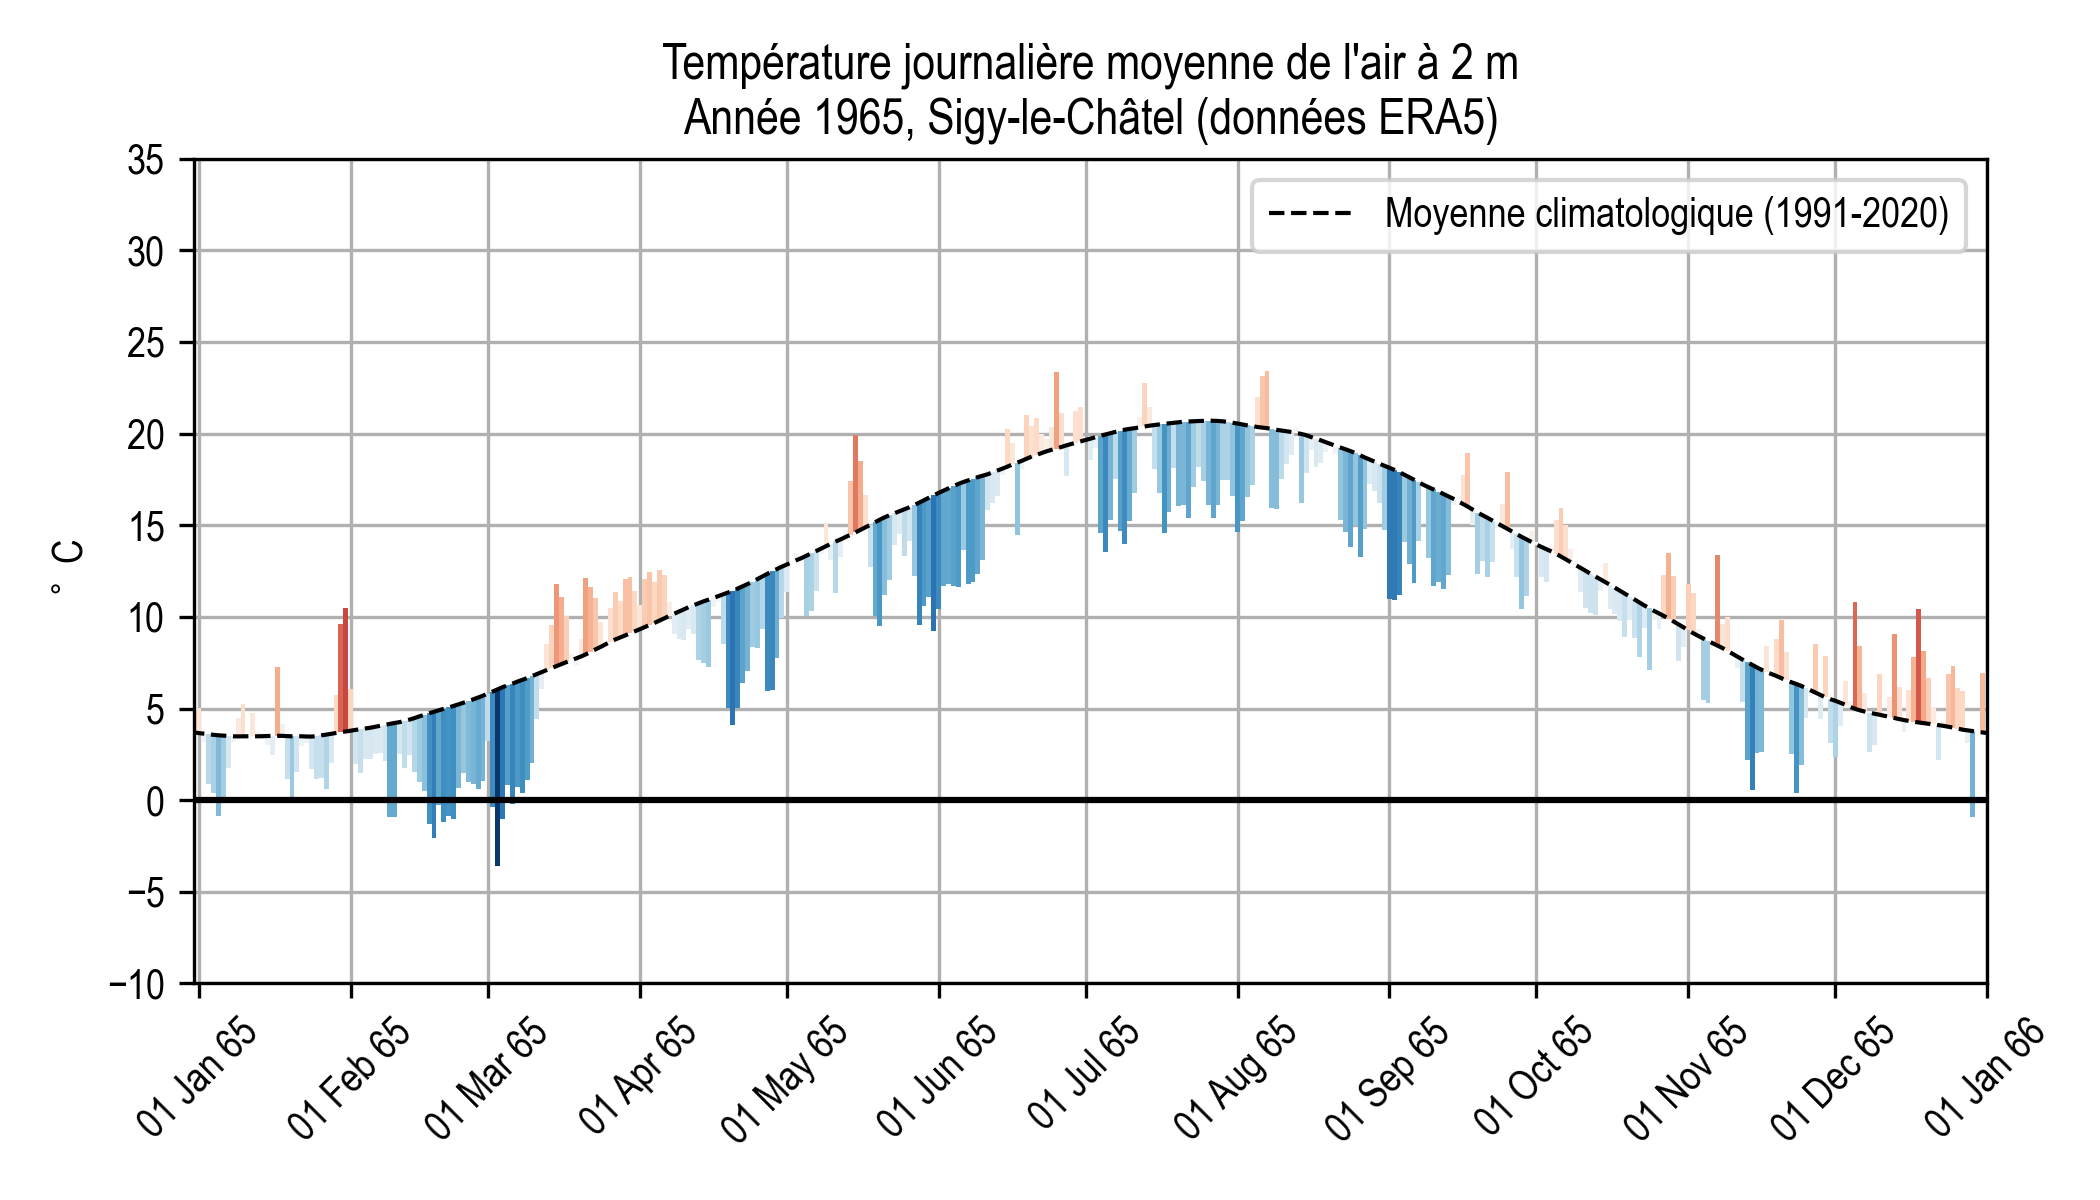 Température journalière moyenne de l'air à 2 m
Année 1965, Sigy-le-Châtel (données ERA5)
Moyenne climatologique (1991-2020)
35
30
25
20
15
10
5
0
−5
−10
° C
01 Jan 65
01 Feb 65
01 Mar 65
01 Apr 65
01 May 65
01 Jun 65
01 Jul 65
01 Aug 65
01 Sep 65
01 Oct 65
01 Nov 65
01 Dec 65
01 Jan 66